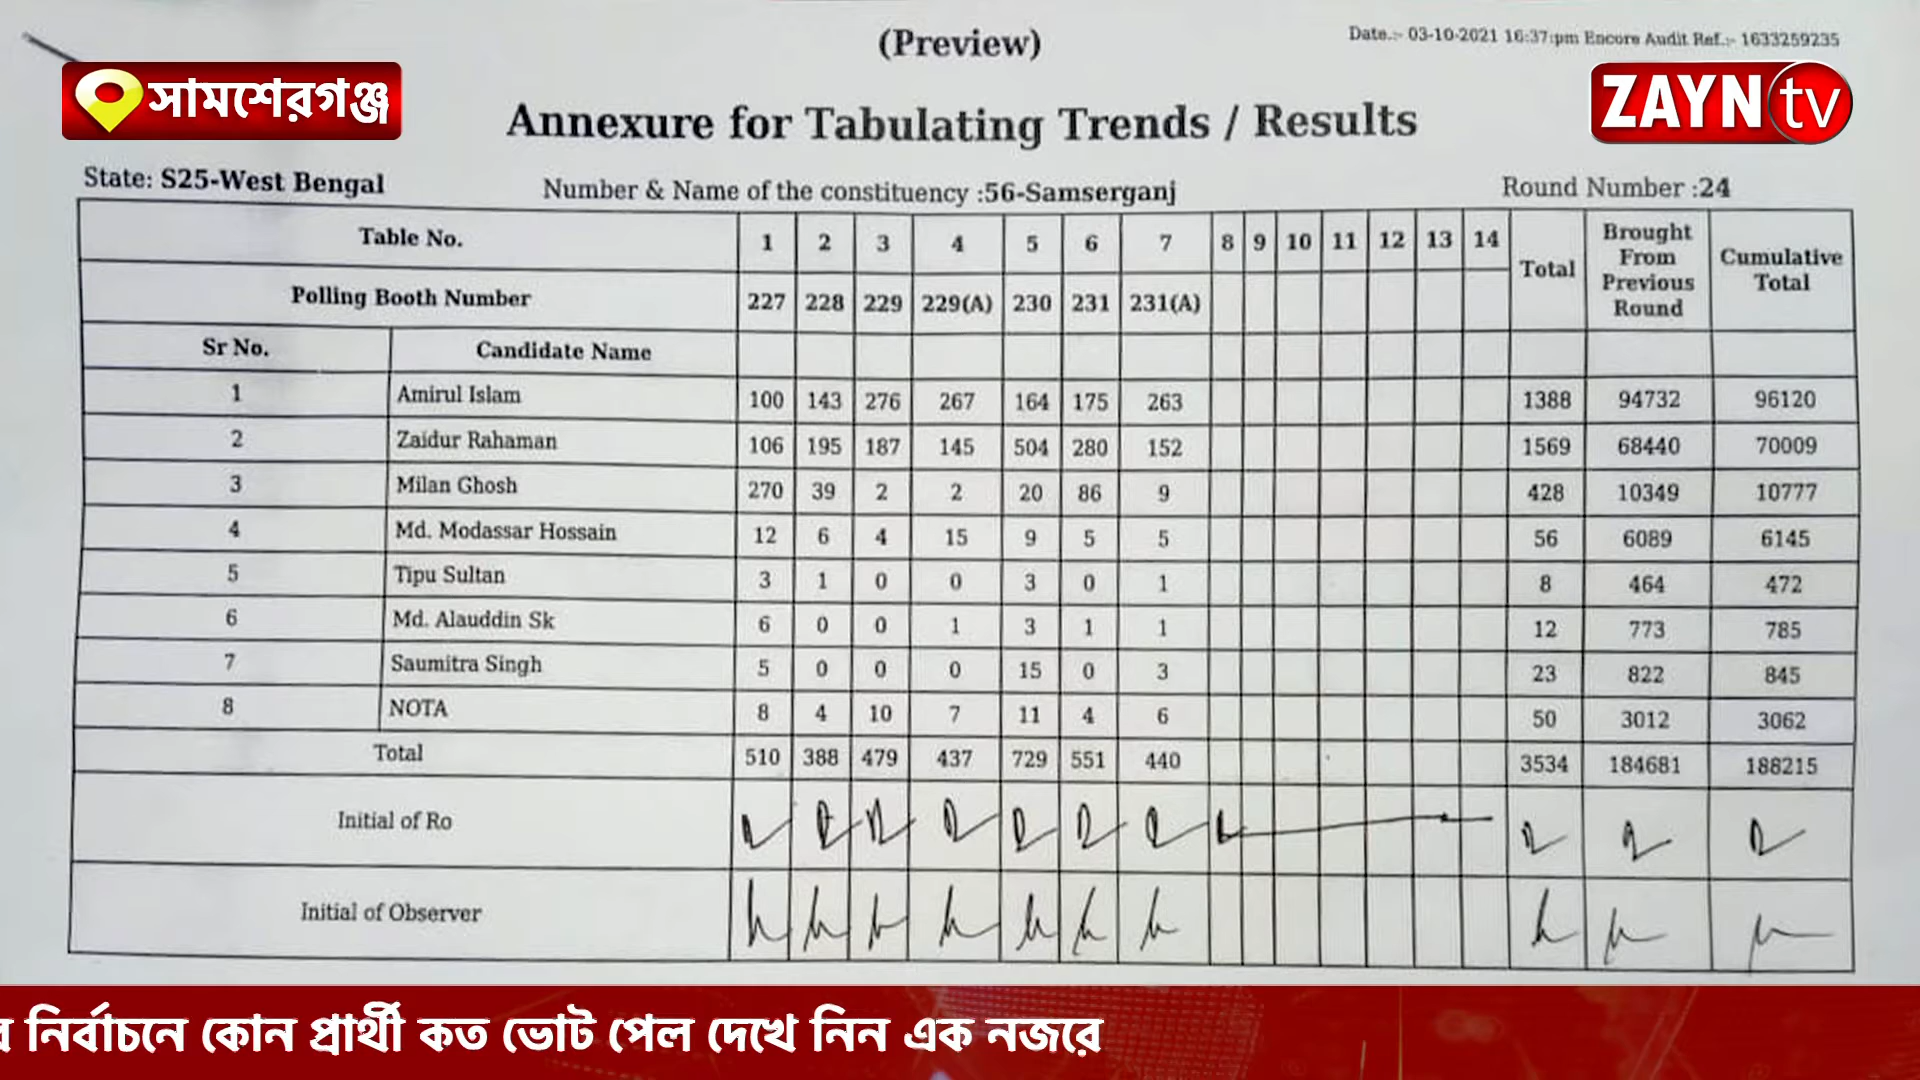 (Preview)
Date.:- 03-10-2021 16:37:pm Encore Audit Ref.:- 1633259235
সামশেরগঞ্জ
ZAYN tv
Annexure for Tabulating Trends / Results
State: S25-West Bengal Number & Name of the constituency :56-Samserganj Round Number :24
Table No. 1 2 3 4 5 6 7 8 9 10 11 12 13 14 Total Brought From Previous Round Cumulative Total
Polling Booth Number 227 228 229 229(A) 230 231 231(A)
Sr No. Candidate Name
1 Amirul Islam 100 143 276 267 164 175 263 1388 94732 96120
2 Zaidur Rahaman 106 195 187 145 504 280 152 1569 68440 70009
3 Milan Ghosh 270 39 2 2 20 86 9 428 10349 10777
4 Md. Modassar Hossain 12 6 4 15 9 5 5 56 6089 6145
5 Tipu Sultan 3 1 0 0 3 0 1 8 464 472
6 Md. Alauddin Sk 6 0 0 1 3 1 1 12 773 785
7 Saumitra Singh 5 0 0 0 15 0 3 23 822 845
8 NOTA 8 4 10 7 11 4 6 50 3012 3062
Total 510 388 479 437 729 551 440 3534 184681 188215
Initial of Ro
Initial of Observer
নির্বাচনে কোন প্রার্থী কত ভোট পেল দেখে নিন এক নজরে